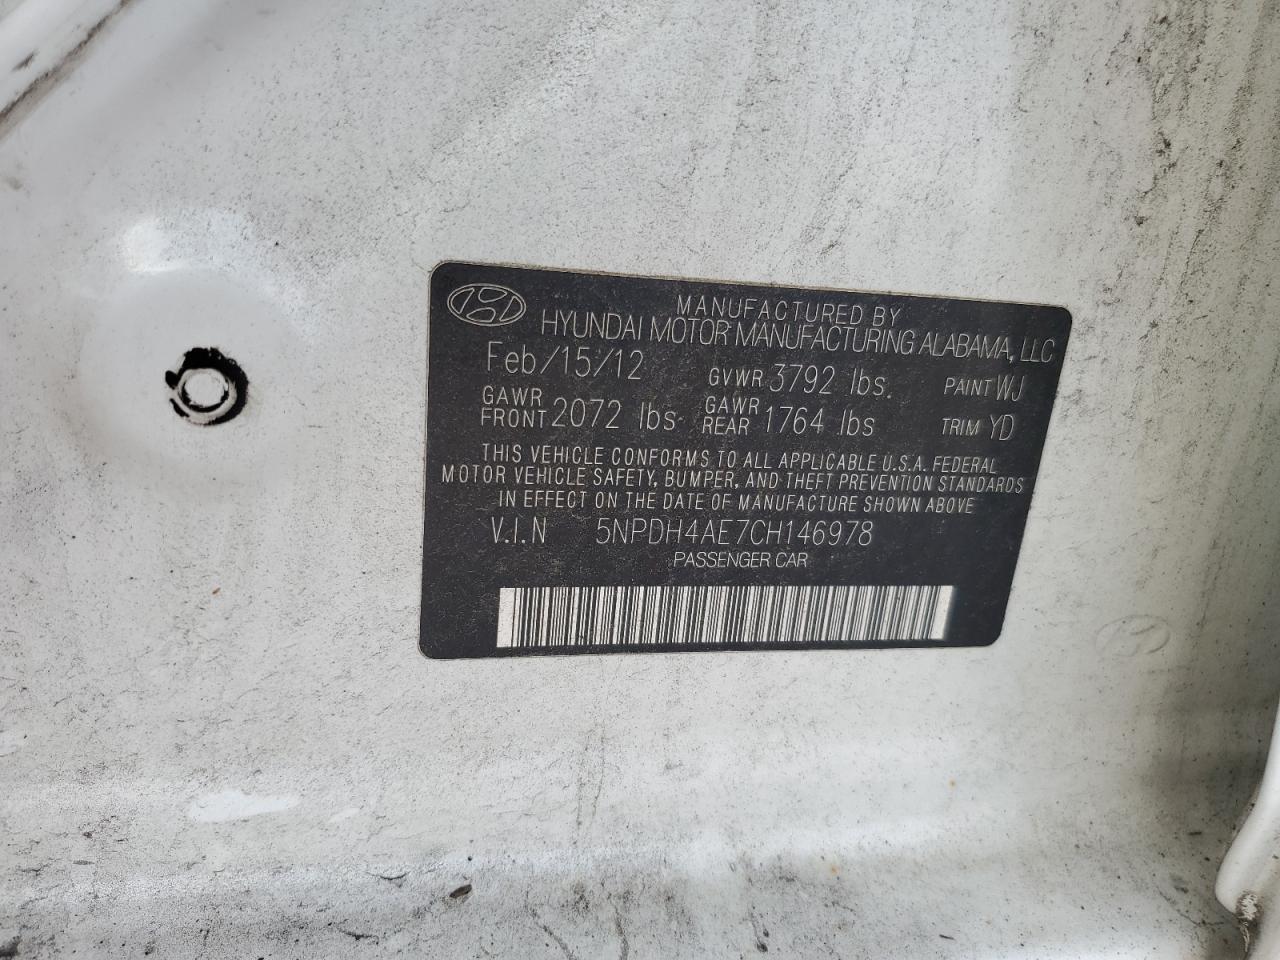 MANUFACTURED BY
HYUNDAI MOTOR MANUFACTURING ALABAMA, LLC
Feb/15/12 GVWR 3792 lbs. PAINT WJ
GAWR FRONT 2072 lbs GAWR REAR 1764 lbs TRIM YD
THIS VEHICLE CONFORMS TO ALL APPLICABLE U.S.A. FEDERAL
MOTOR VEHICLE SAFETY, BUMPER, AND THEFT PREVENTION STANDARDS
IN EFFECT ON THE DATE OF MANUFACTURE SHOWN ABOVE
V.I.N 5NPDH4AE7CH146978
PASSENGER CAR